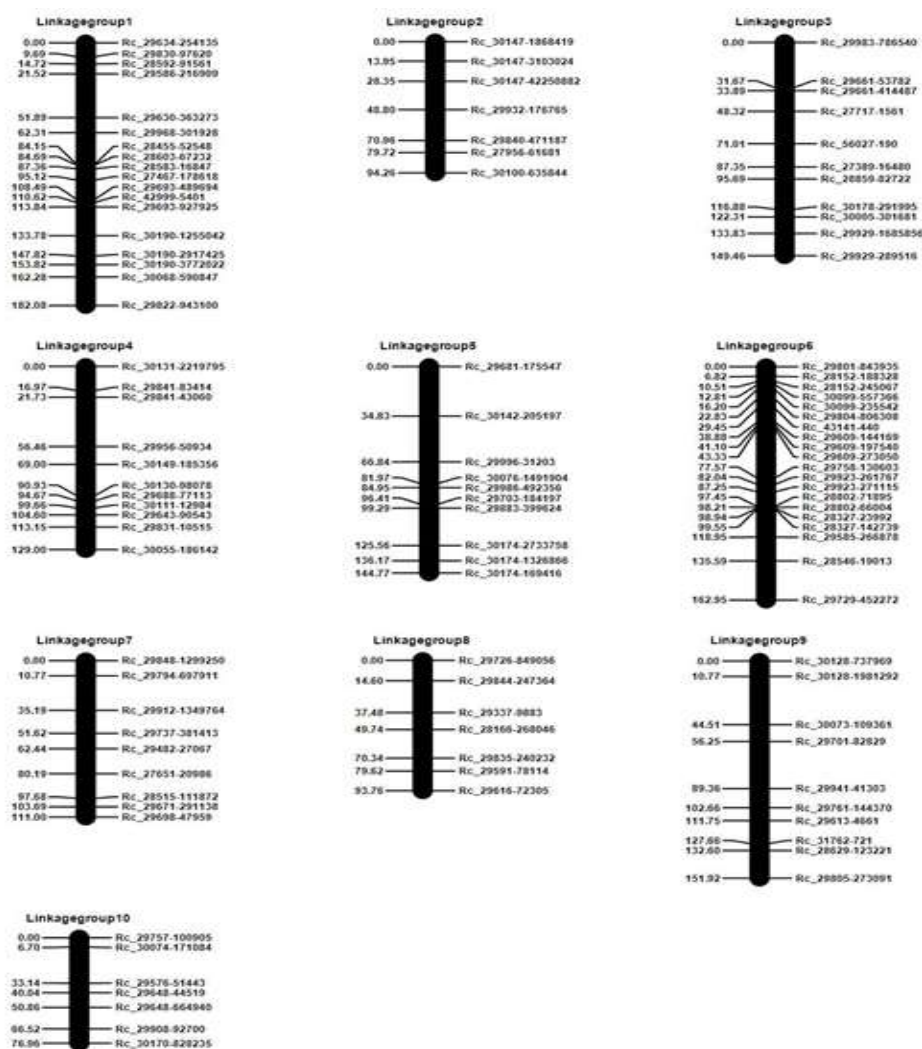 Linkagegroup1
0.00 Rc_29634-254135
9.69 Rc_29830-97620
14.72 Rc_28592-91561
21.52 Rc_29586-216909
51.89 Rc_29630-363273
62.31 Rc_29968-301928
84.15 Rc_28455-52548
84.69 Rc_28603-67232
87.36 Rc_28583-16847
95.12 Rc_27467-178618
108.49 Rc_29693-489694
110.62 Rc_42999-5401
113.84 Rc_29693-927925
133.78 Rc_30190-1255042
147.82 Rc_30190-2917425
153.82 Rc_30190-3772022
162.28 Rc_30068-590847
182.08 Rc_29822-943100
Linkagegroup2
0.00 Rc_30147-1868419
13.95 Rc_30147-3103024
28.35 Rc_30147-42250882
48.80 Rc_29932-176765
70.96 Rc_29840-471187
79.72 Rc_27956-61681
94.26 Rc_30100-635844
Linkagegroup3
0.00 Rc_29983-786540
31.67 Rc_29661-53782
33.89 Rc_29661-414487
48.32 Rc_27717-1561
71.01 Rc_56027-190
87.35 Rc_27389-16480
95.69 Rc_28859-82722
116.88 Rc_30178-291995
122.31 Rc_30005-301681
133.83 Rc_29929-1685856
149.46 Rc_29929-289516
Linkagegroup4
0.00 Rc_30131-2219795
16.97 Rc_29841-83414
21.73 Rc_29841-43060
56.46 Rc_29956-50934
69.00 Rc_30149-185356
90.93 Rc_30130-98078
94.67 Rc_29688-77113
99.66 Rc_30111-12984
104.60 Rc_29643-90543
113.15 Rc_29831-10515
129.00 Rc_30055-186142
Linkagegroup5
0.00 Rc_29681-175547
34.83 Rc_30142-205197
66.84 Rc_29996-31203
81.97 Rc_30076-1491904
84.95 Rc_29986-492356
96.41 Rc_29703-184197
99.29 Rc_29883-399624
125.56 Rc_30174-2733758
136.17 Rc_30174-1326866
144.77 Rc_30174-169416
Linkagegroup6
0.00 Rc_29801-843935
6.82 Rc_28152-188328
10.51 Rc_28152-245067
12.81 Rc_30099-557366
16.20 Rc_30099-235542
22.83 Rc_29804-806308
29.45 Rc_43141-440
38.88 Rc_29609-144169
41.10 Rc_29609-197548
43.33 Rc_29609-273050
77.57 Rc_29758-130603
82.04 Rc_29923-261767
87.25 Rc_29923-271115
97.45 Rc_28802-71895
98.21 Rc_28802-66004
98.94 Rc_28327-23992
99.55 Rc_28327-142739
118.95 Rc_29585-266878
135.59 Rc_28546-19013
162.95 Rc_29729-452272
Linkagegroup7
0.00 Rc_29848-1299250
10.77 Rc_29794-697911
35.19 Rc_29912-1349764
51.62 Rc_29737-381413
62.44 Rc_29482-27067
80.19 Rc_27651-20986
97.68 Rc_28515-111872
103.69 Rc_29671-291138
111.00 Rc_29698-47959
Linkagegroup8
0.00 Rc_29726-849056
14.60 Rc_29844-247364
37.48 Rc_29337-9883
49.74 Rc_28166-268046
70.34 Rc_29835-240232
79.62 Rc_29591-78114
93.76 Rc_29616-72305
Linkagegroup9
0.00 Rc_30128-737969
10.77 Rc_30128-1981292
44.51 Rc_30073-109361
56.25 Rc_29701-82829
89.36 Rc_29941-41303
102.66 Rc_29761-144370
111.75 Rc_29613-4661
127.66 Rc_31762-721
132.60 Rc_28629-123221
151.92 Rc_29805-273091
Linkagegroup10
0.00 Rc_29757-100905
6.70 Rc_30074-171084
33.14 Rc_29576-51443
40.04 Rc_29648-44519
50.86 Rc_29648-664940
66.52 Rc_29908-92700
76.96 Rc_30170-828235